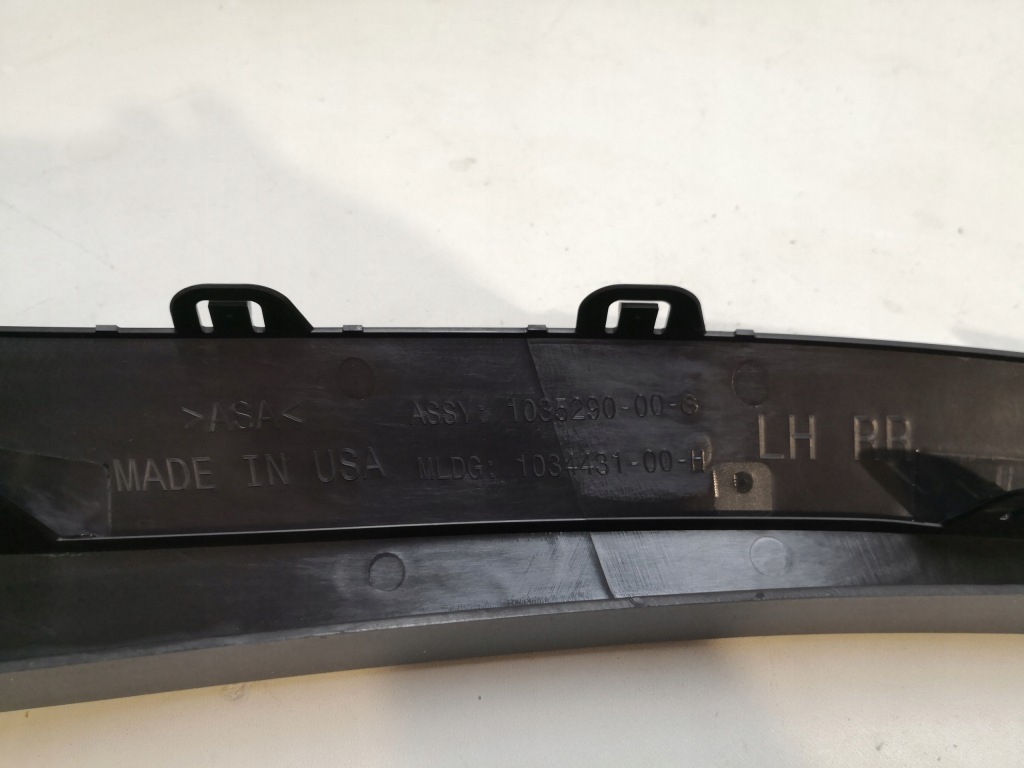 >ASA<
MADE IN USA
ASSY: 1035290-00-G
MLDG: 1034431-00-H
LH RR